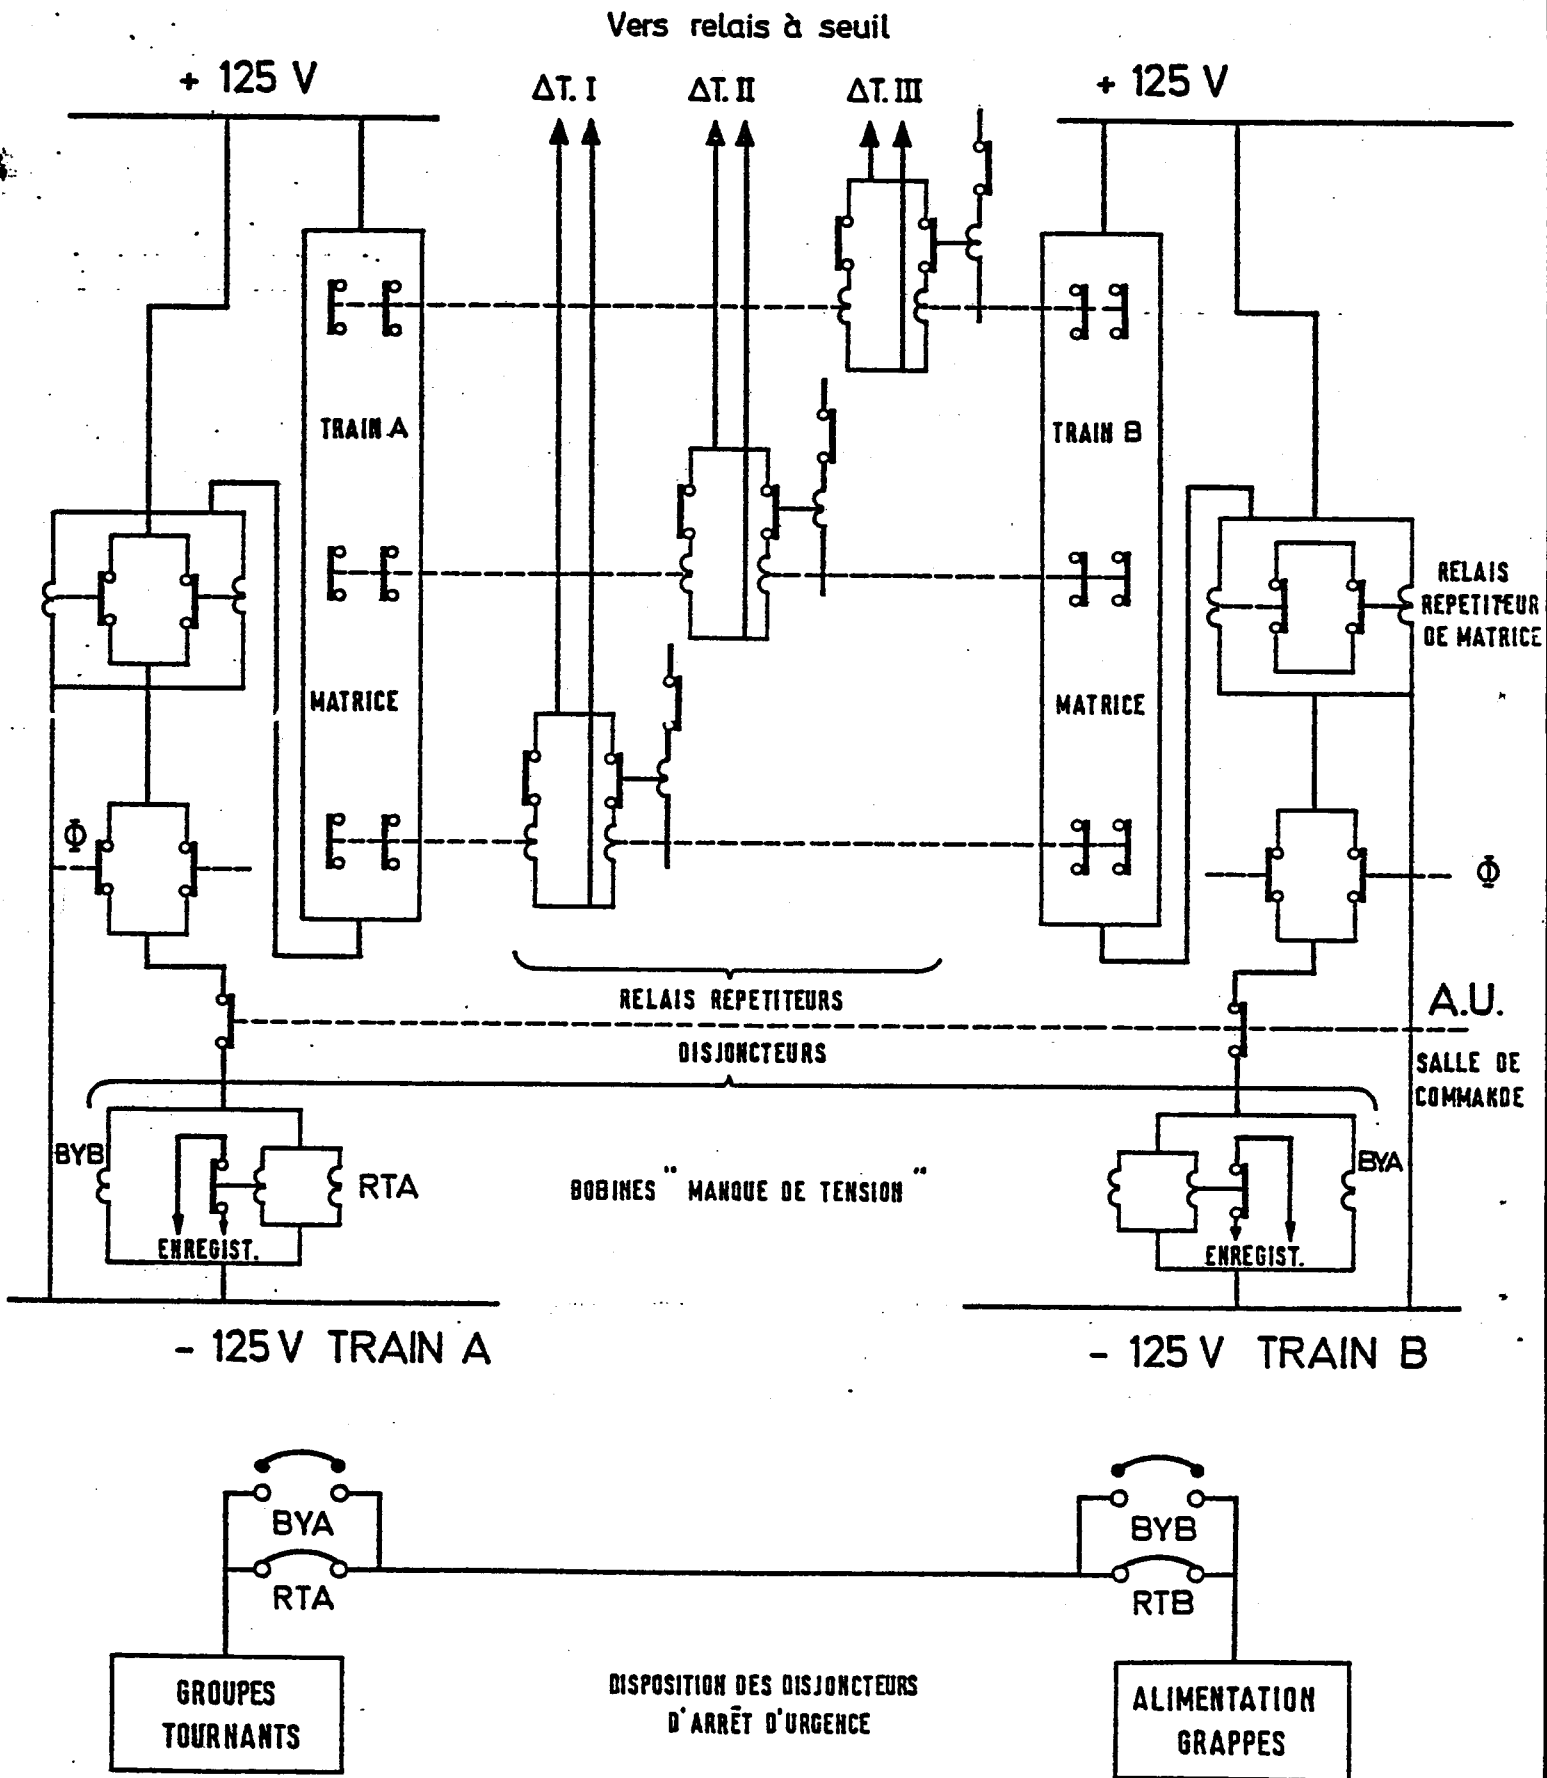 Vers relais à seuil
+ 125 V
ΔT. I
ΔT. II
ΔT. III
+ 125 V
TRAIN A
TRAIN B
RELAIS
REPETITEUR
DE MATRICE
MATRICE
MATRICE
Φ
Φ
RELAIS REPETITEURS
A.U.
DISJONCTEURS
SALLE DE
COMMANDE
BYB
RTA
BOBINES " MANQUE DE TENSION "
BYA
ENREGIST.
ENREGIST.
- 125 V TRAIN A
- 125 V TRAIN B
BYA
BYB
RTA
RTB
GROUPES
TOURNANTS
DISPOSITION DES DISJONCTEURS
D'ARRÊT D'URGENCE
ALIMENTATION
GRAPPES